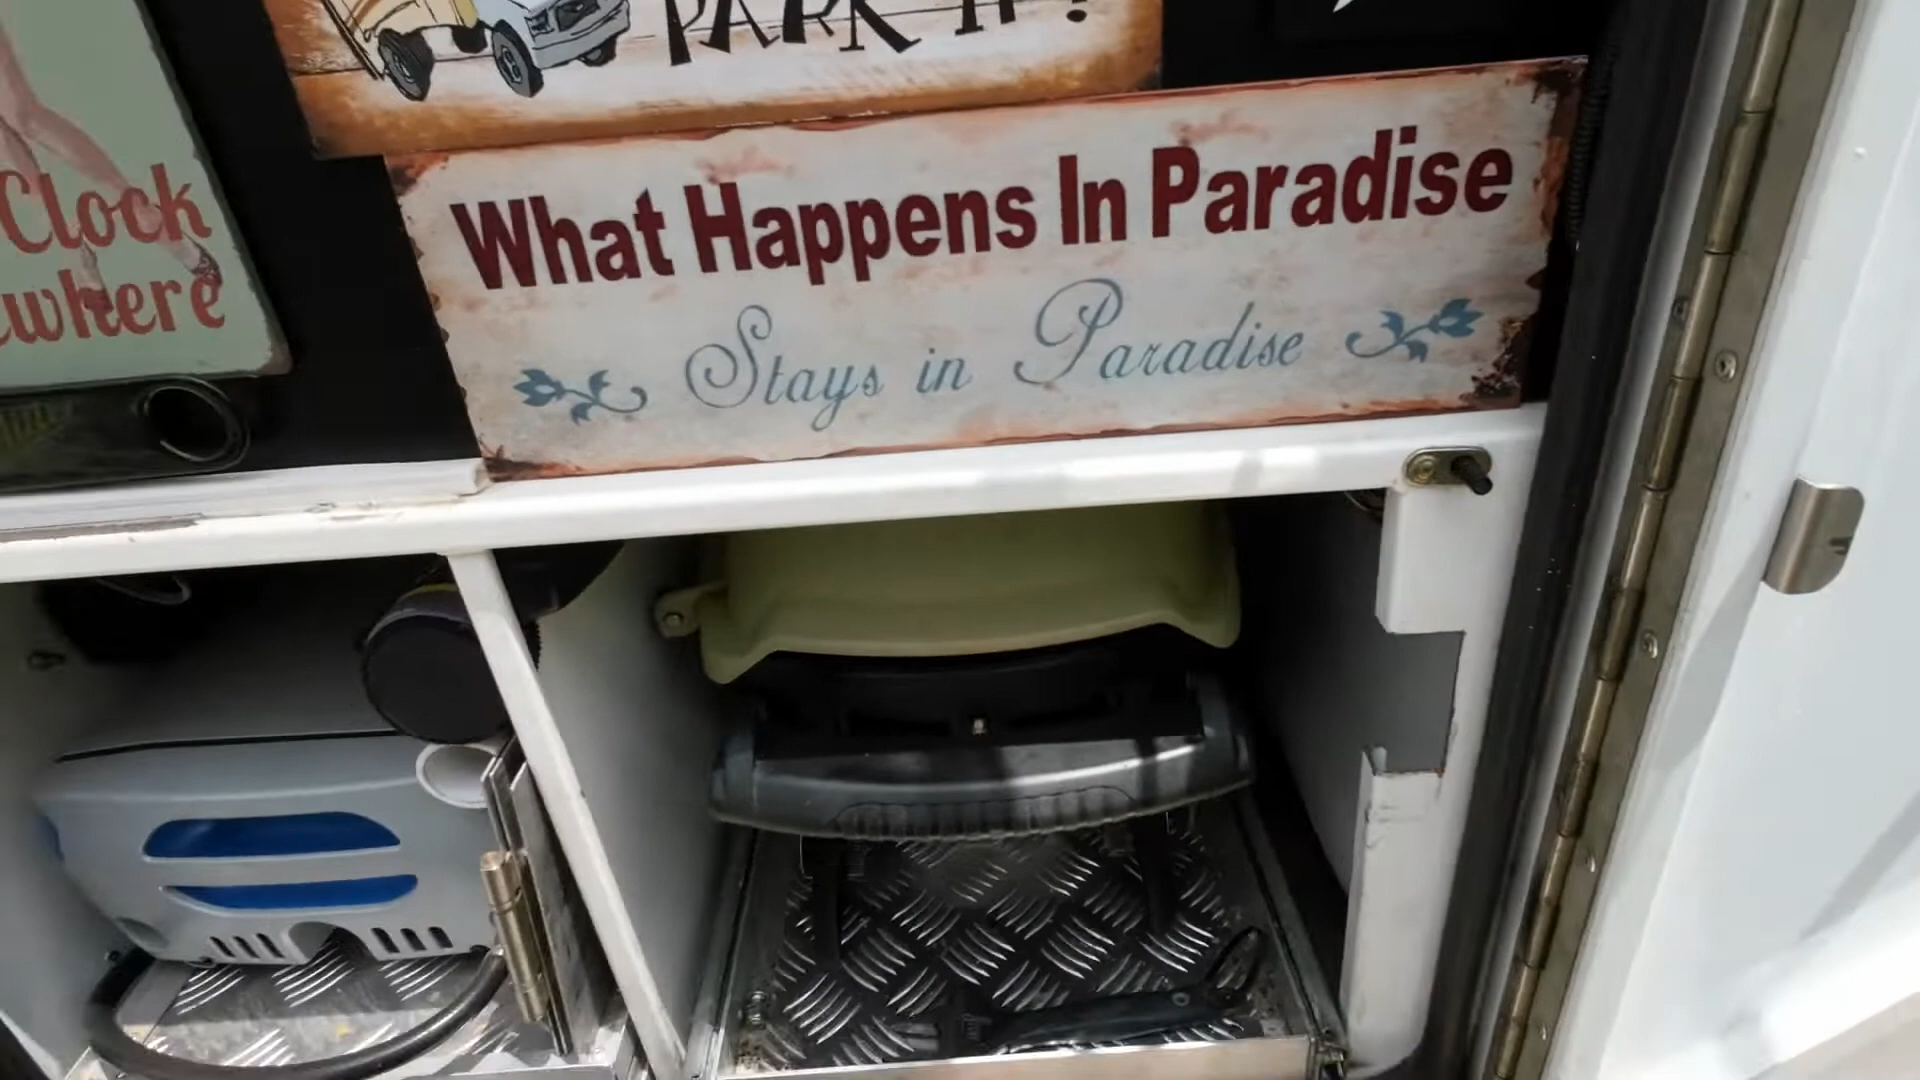 PARK IT!
What Happens In Paradise
Stays in Paradise
Clock
where